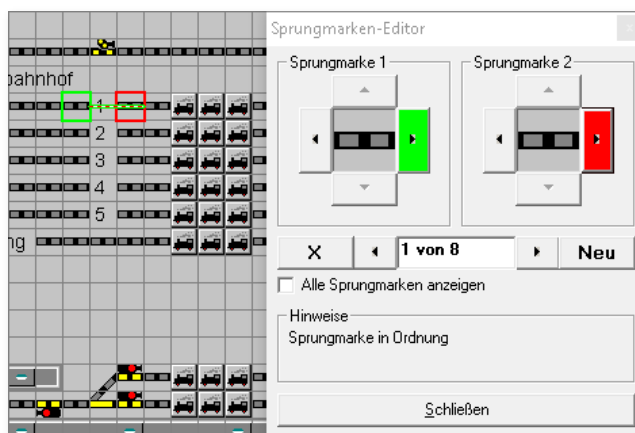 Sprungmarken-Editor
Sprungmarke 1
Sprungmarke 2
bahnhof
1
2
3
4
5
ng
X
1 von 8
Neu
Alle Sprungmarken anzeigen
Hinweise
Sprungmarke in Ordnung
Schließen